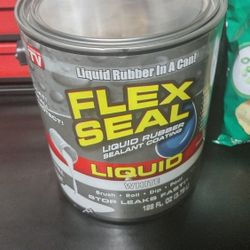 TV
Liquid Rubber In A Can!
FLEX
SEAL
LIQUID RUBBER
SEALANT COATING
LIQUID
WHITE
Brush • Roll • Dip • Pour
STOP LEAKS FAST!